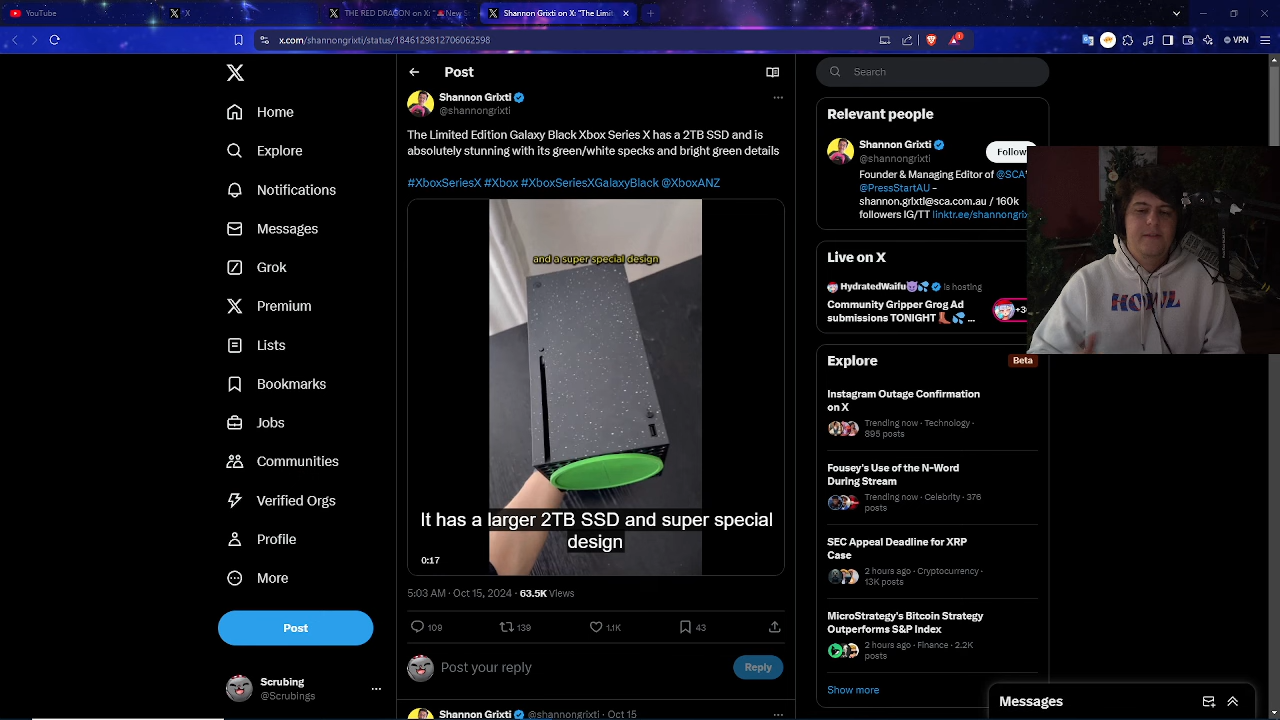 YouTube
X
THE RED DRAGON on X: "🔺New S
Shannon Grixti on X: "The Limit
x.com/shannongrixti/status/1846129812706062598
1
VPN
Home
Explore
Notifications
Messages
Grok
Premium
Lists
Bookmarks
Jobs
Communities
Verified Orgs
Profile
More
Post
Scrubing
@Scrubings
Post
Shannon Grixti
@shannongrixti
The Limited Edition Galaxy Black Xbox Series X has a 2TB SSD and is
absolutely stunning with its green/white specks and bright green details
#XboxSeriesX #Xbox #XboxSeriesXGalaxyBlack @XboxANZ
and a super special design
It has a larger 2TB SSD and super special
design
0:17
5:03 AM · Oct 15, 2024 · 63.5K Views
109
139
1.1K
43
Post your reply
Reply
Shannon Grixti @shannongrixti · Oct 15
Search
Relevant people
Shannon Grixti
@shannongrixti
Follow
Founder & Managing Editor of @SCA
@PressStartAU –
shannon.grixti@sca.com.au / 160k
followers IG/TT linktr.ee/shannongrix
Live on X
HydratedWaifu😈💦 is hosting
Community Gripper Grog Ad
submissions TONIGHT 👢💦 ...
+3
Explore
Beta
Instagram Outage Confirmation
on X
Trending now · Technology ·
895 posts
Fousey's Use of the N-Word
During Stream
Trending now · Celebrity · 376
posts
SEC Appeal Deadline for XRP
Case
2 hours ago · Cryptocurrency ·
13K posts
MicroStrategy's Bitcoin Strategy
Outperforms S&P Index
2 hours ago · Finance · 2.2K
posts
Show more
Messages